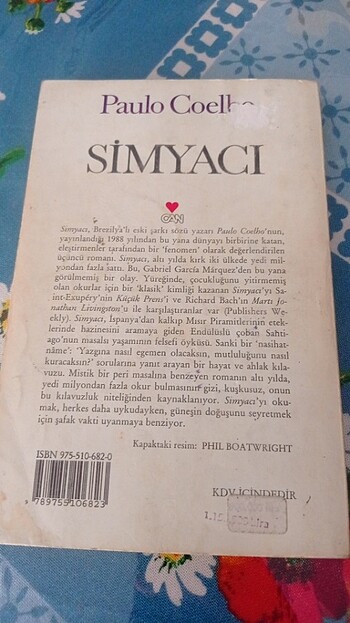 Paulo Coelho
SİMYACI
CAN
Simyacı, Brezilya'lı eski şarkı sözü yazarı Paulo Coelho'nun,
yayınlandığı 1988 yılından bu yana dünyayı birbirine katan,
eleştirmenler tarafından bir 'fenomen' olarak değerlendirilen
üçüncü romanı. Simyacı, altı yılda kırk iki ülkede yedi mil-
yondan fazla sattı. Bu, Gabriel García Márquez'den bu yana
görülmemiş bir olay. Yüreğinde, çocukluğunu yitirmemiş
olan okurlar için bir 'klasik' kimliği kazanan Simyacı'yı Sa-
int-Exupéry'nin Küçük Prens'i ve Richard Bach'ın Martı Jo-
nathan Livingston'u ile karşılaştıranlar var (Publishers We-
ekly). Simyacı, İspanya'dan kalkıp Mısır Piramitlerinin etek-
lerinde hazinesini aramaya giden Endülüslü çoban Santi-
ago'nun masalsı yaşamının felsefi öyküsü. Sanki bir 'nasihat-
nâme': 'Yazgına nasıl egemen olacaksın, mutluluğunu nasıl
kuracaksın?' sorularına yanıt arayan bir hayat ve ahlak kıla-
vuzu. Mistik bir peri masalına benzeyen romanın altı yılda,
yedi milyondan fazla okur bulmasının gizi, kuşkusuz, onun
bu kılavuzluk niteliğinden kaynaklanıyor. Simyacı'yı oku-
mak, herkes daha uykudayken, güneşin doğuşunu seyretmek
için şafak vakti uyanmaya benziyor.
Kapaktaki resim: PHIL BOATWRIGHT
ISBN 975-510-682-0
9 789755 106823
KDV İÇİNDEDİR